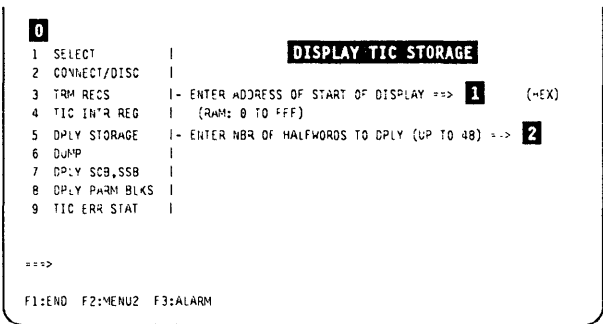 0
1 SELECT | DISPLAY TIC STORAGE
2 CONNECT/DISC |
3 TRM RECS |- ENTER ADDRESS OF START OF DISPLAY ==> 1 (HEX)
4 TIC INTR REG | (RAM: 0 TO FFF)
5 DPLY STORAGE |- ENTER NBR OF HALFWORDS TO DPLY (UP TO 48) ==> 2
6 DUMP |
7 DPLY SCB,SSB |
8 DPLY PARM BLKS |
9 TIC ERR STAT |
===>
F1:END F2:MENU2 F3:ALARM